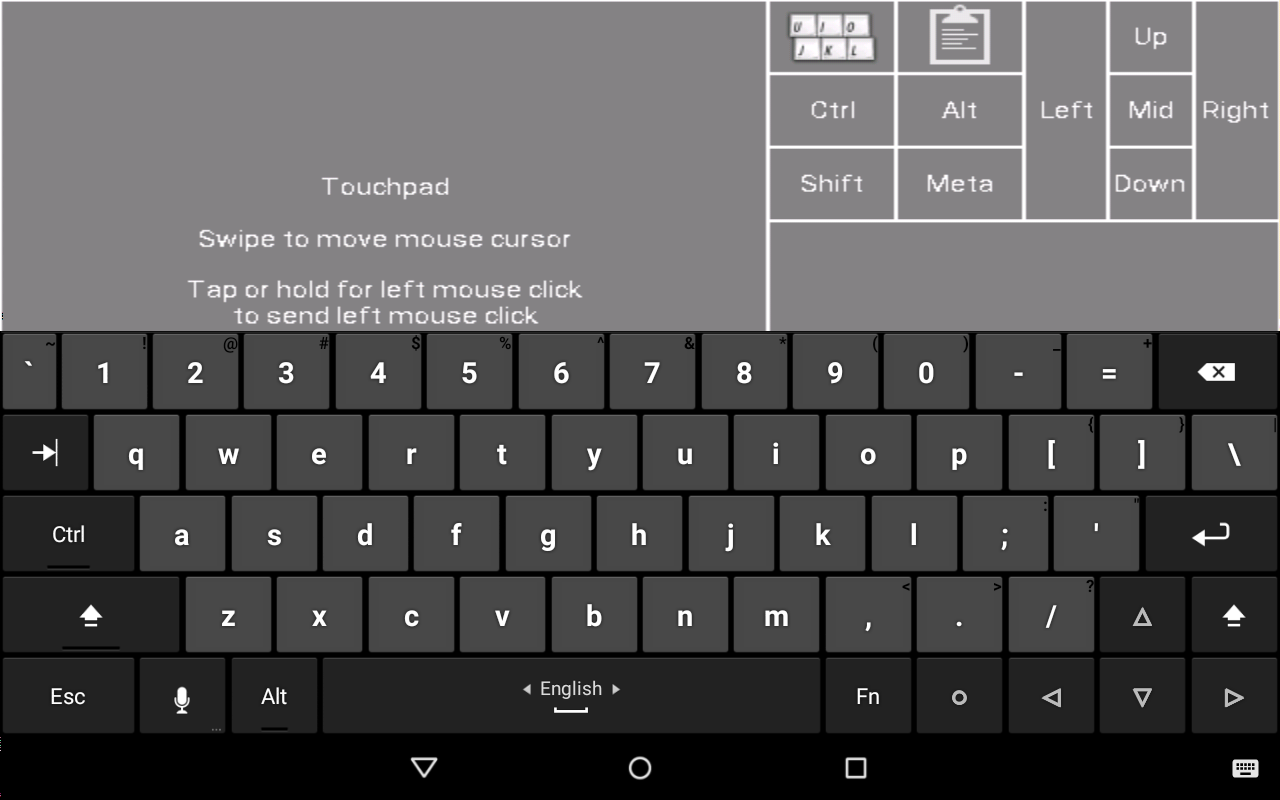 U I O
J K L
Up
Ctrl Alt Left Mid Right
Touchpad
Shift Meta Down
Swipe to move mouse cursor
Tap or hold for left mouse click
to send left mouse click
~ ! @ # $ % ^ & * ( ) _ +
` 1 2 3 4 5 6 7 8 9 0 - =
{ } |
q w e r t y u i o p [ ] \
: "
Ctrl a s d f g h j k l ; '
< > ?
z x c v b n m , . /
Esc ... Alt English Fn